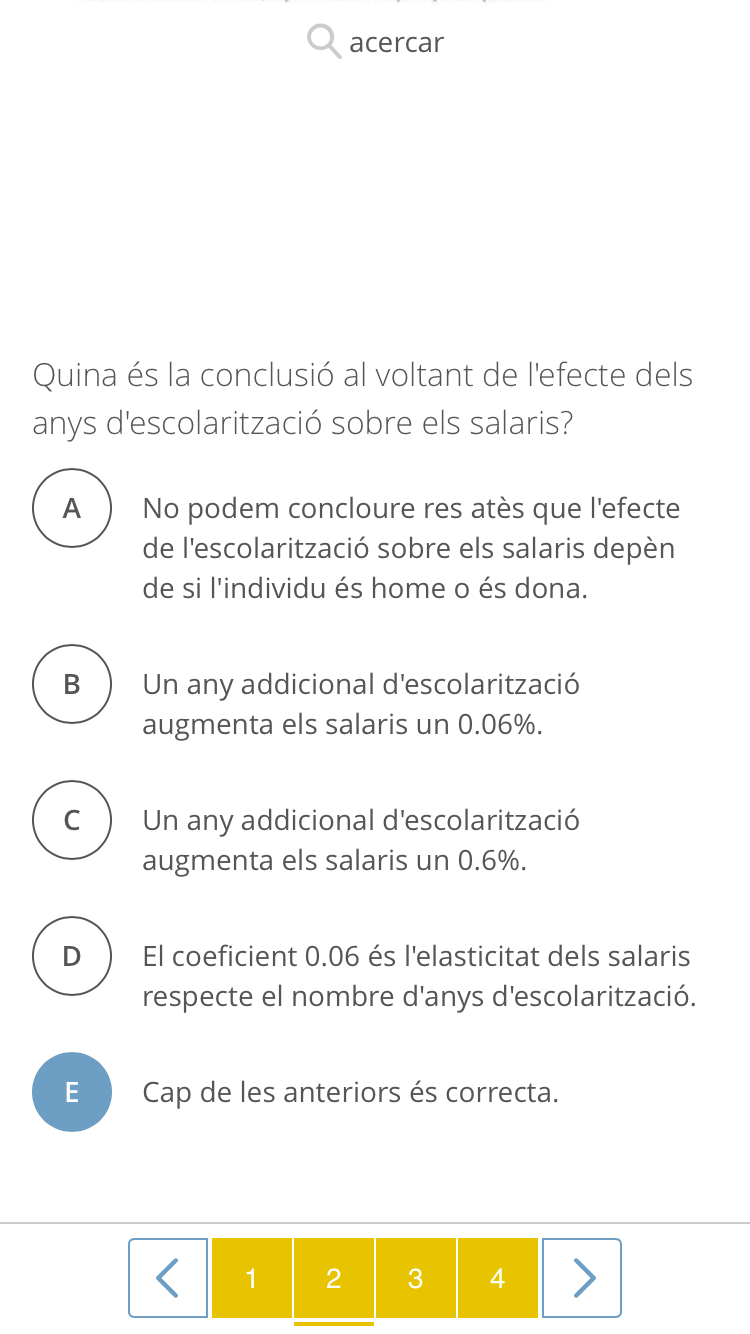 acercar
Quina és la conclusió al voltant de l'efecte dels
anys d'escolarització sobre els salaris?
A
No podem concloure res atès que l'efecte
de l'escolarització sobre els salaris depèn
de si l'individu és home o és dona.
B
Un any addicional d'escolarització
augmenta els salaris un 0.06%.
C
Un any addicional d'escolarització
augmenta els salaris un 0.6%.
D
El coeficient 0.06 és l'elasticitat dels salaris
respecte el nombre d'anys d'escolarització.
E
Cap de les anteriors és correcta.
1 2 3 4